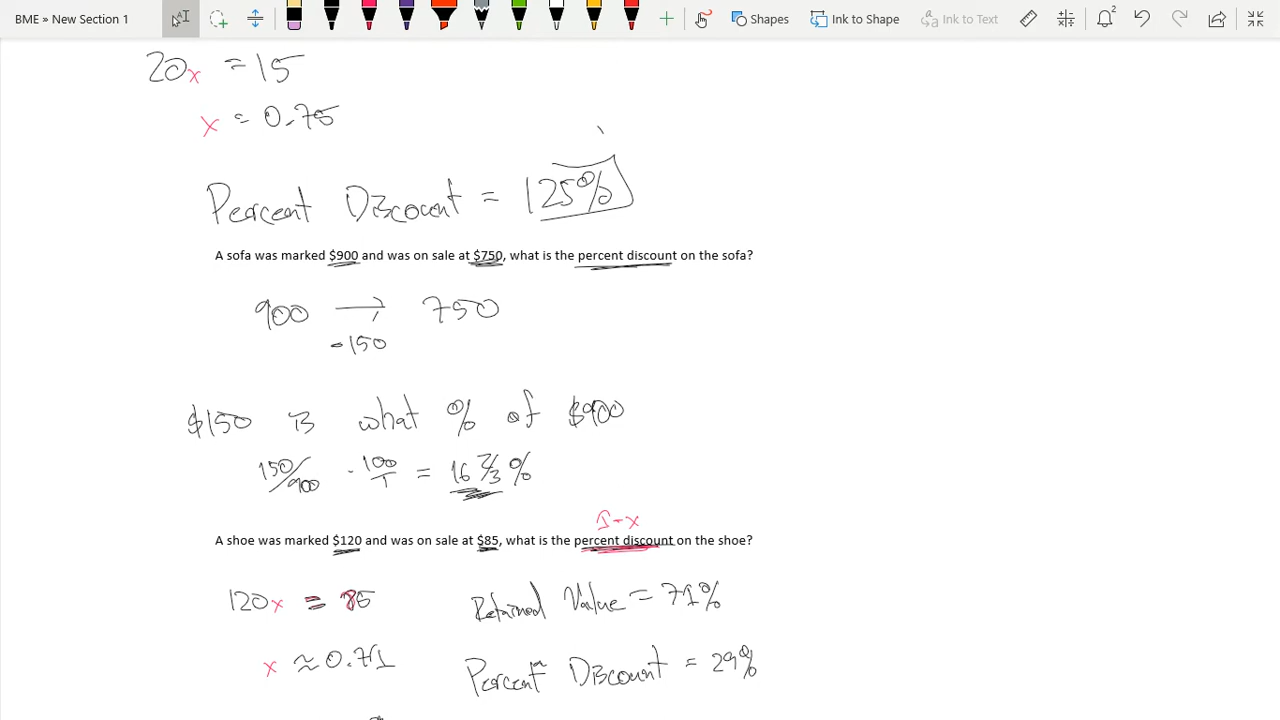 BME » New Section 1
Shapes
Ink to Shape
Ink to Text
20x = 15
x = 0.75
Percent Discount = 25%
A sofa was marked $900 and was on sale at $750, what is the percent discount on the sofa?
900 → 750
-150
$150 is what % of $900
150/900 · 100/1 = 16 2/3 %
1-x
A shoe was marked $120 and was on sale at $85, what is the percent discount on the shoe?
120x = 85 Retained Value = 71%
x ≈ 0.71 Percent Discount = 29%